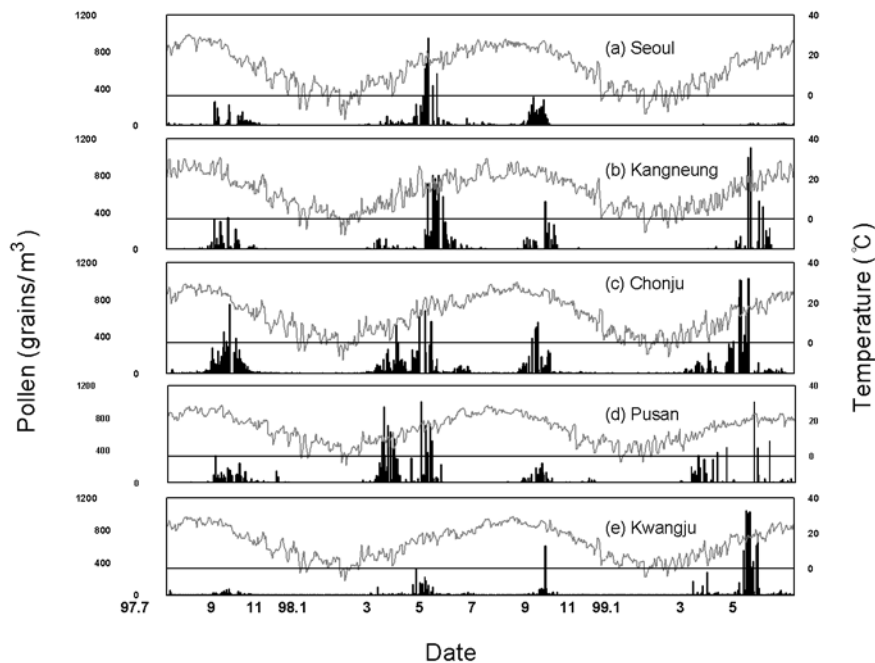 1200 40
800 20
(a) Seoul
400 0
0
1200 40
800 20
(b) Kangneung
400 0
0
1200 40
800 20
(c) Chonju
400 0
0
1200 40
800 20
(d) Pusan
400 0
0
1200 40
800 20
(e) Kwangju
400 0
0
97.7 9 11 98.1 3 5 7 9 11 99.1 3 5
Date
Pollen (grains/m³)
Temperature (℃)